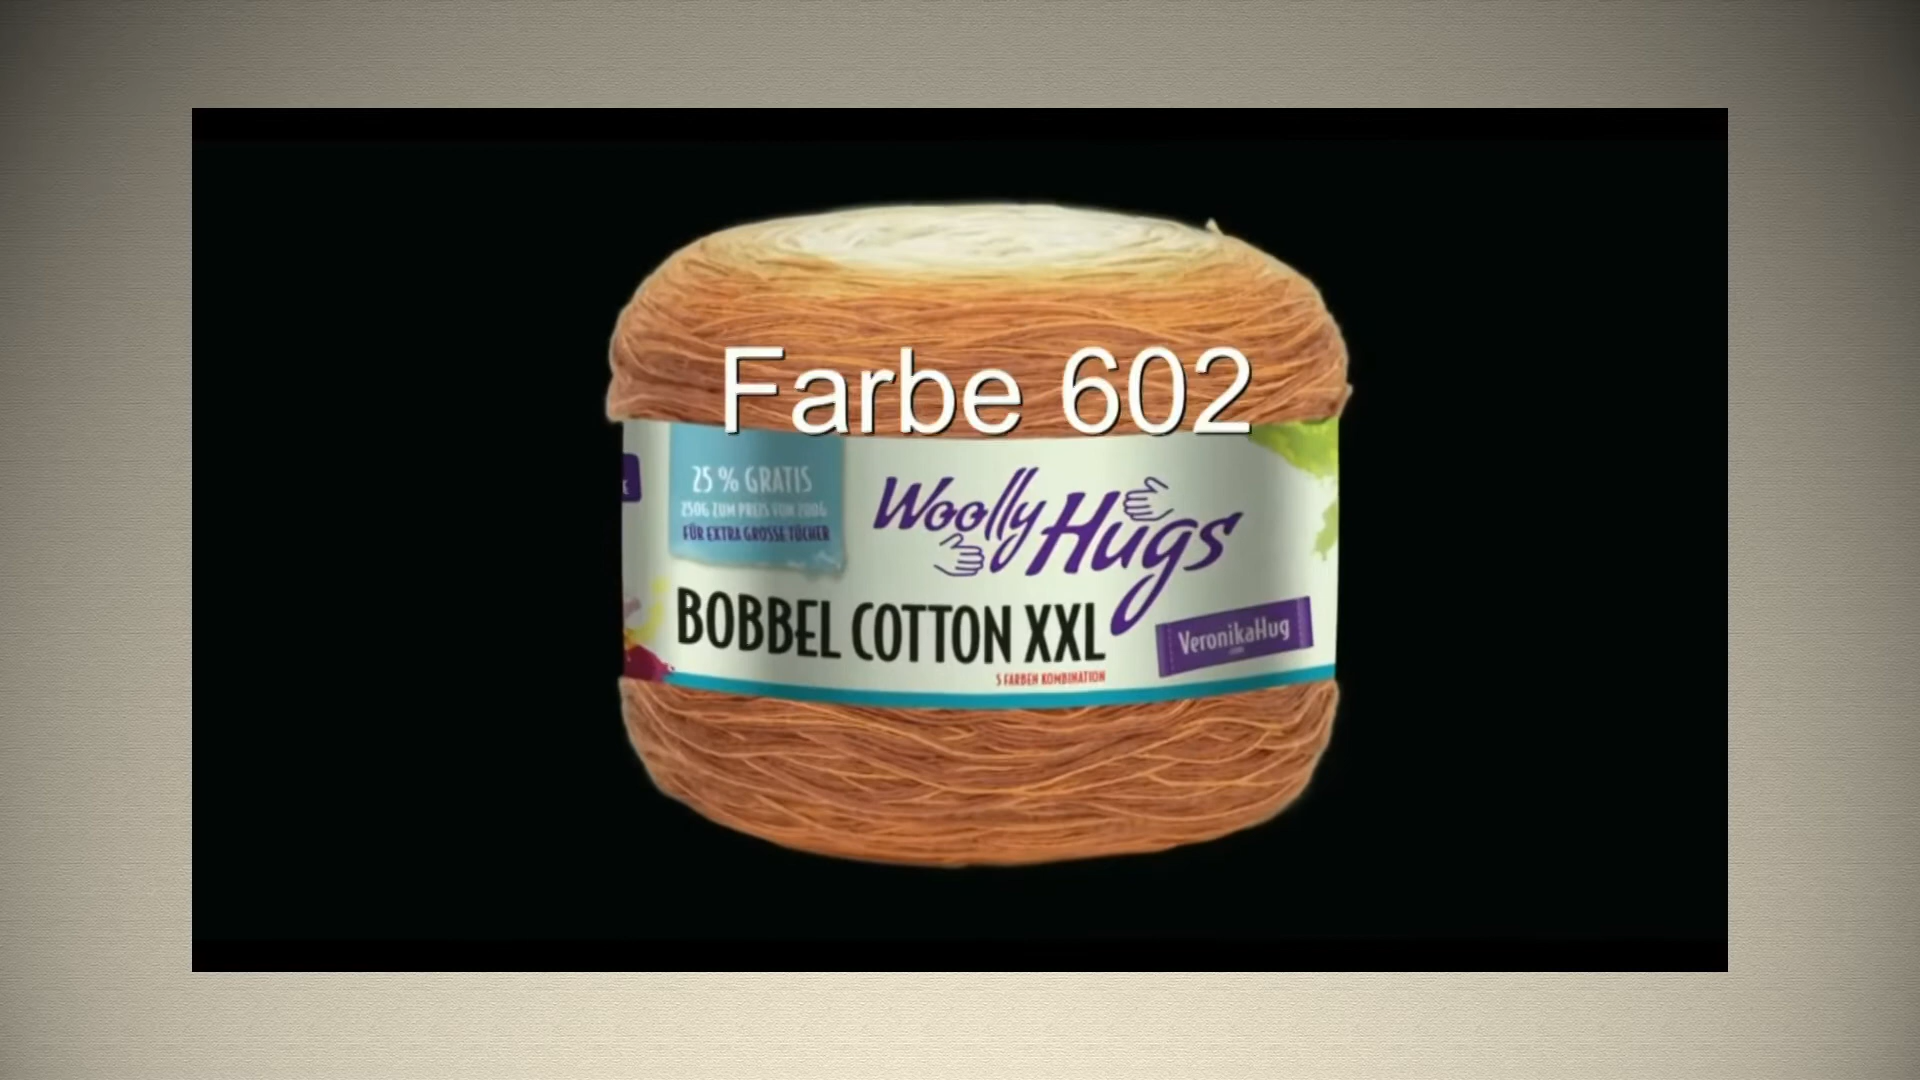 Farbe 602
25 % GRATIS
250G ZUM PREIS VON 200G
FÜR EXTRA GROSSE TÜCHER
Woolly
Hugs
BOBBEL COTTON XXL
5 FARBEN KOMBINATION
VeronikaHug